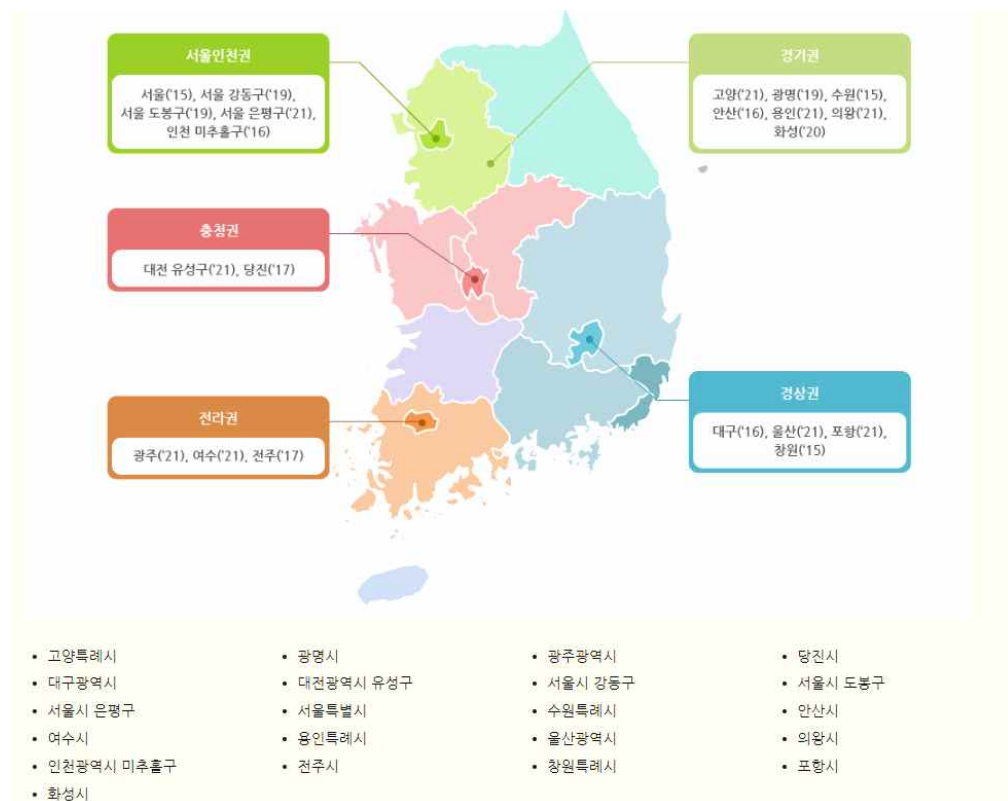 서울인천권
서울('15), 서울 강동구('19),
서울 도봉구('19), 서울 은평구('21),
인천 미추홀구('16)
경기권
고양('21), 광명('19), 수원('15),
안산('16), 용인('21), 의왕('21),
화성('20)
충청권
대전 유성구('21), 당진('17)
경상권
대구('16), 울산('21), 포항('21),
창원('15)
전라권
광주('21), 여수('21), 전주('17)
• 고양특례시 • 광명시 • 광주광역시 • 당진시
• 대구광역시 • 대전광역시 유성구 • 서울시 강동구 • 서울시 도봉구
• 서울시 은평구 • 서울특별시 • 수원특례시 • 안산시
• 여수시 • 용인특례시 • 울산광역시 • 의왕시
• 인천광역시 미추홀구 • 전주시 • 창원특례시 • 포항시
• 화성시